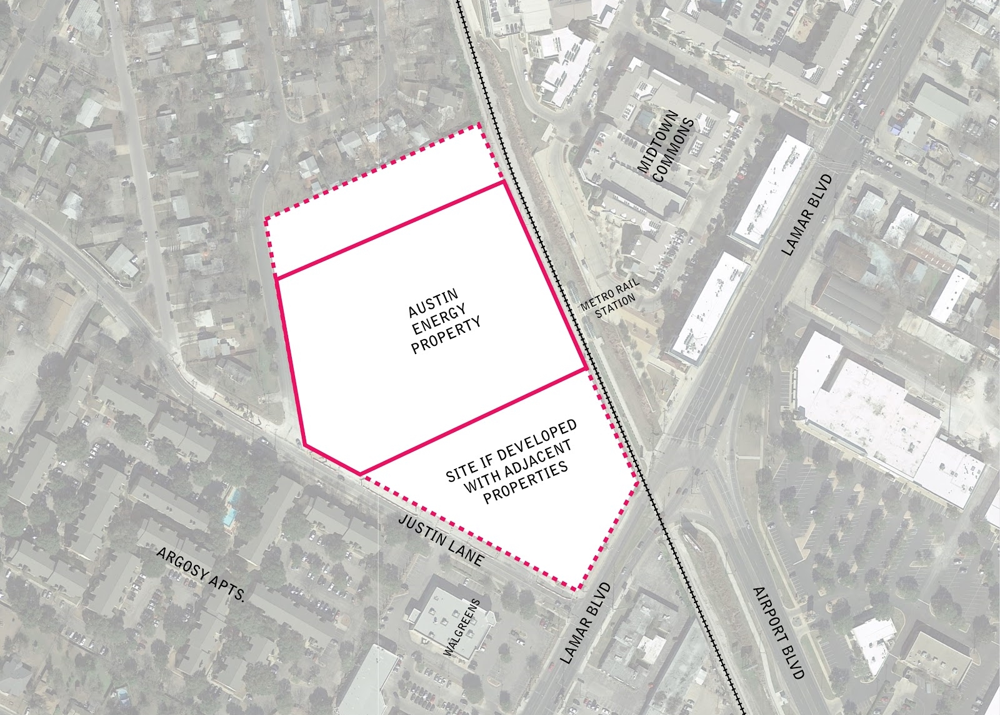 MIDTOWN
COMMONS
LAMAR BLVD
METRO RAIL
STATION
AUSTIN
ENERGY
PROPERTY
SITE IF DEVELOPED
WITH ADJACENT
PROPERTIES
JUSTIN LANE
ARGOSY APTS.
WALGREENS
LAMAR BLVD
AIRPORT BLVD